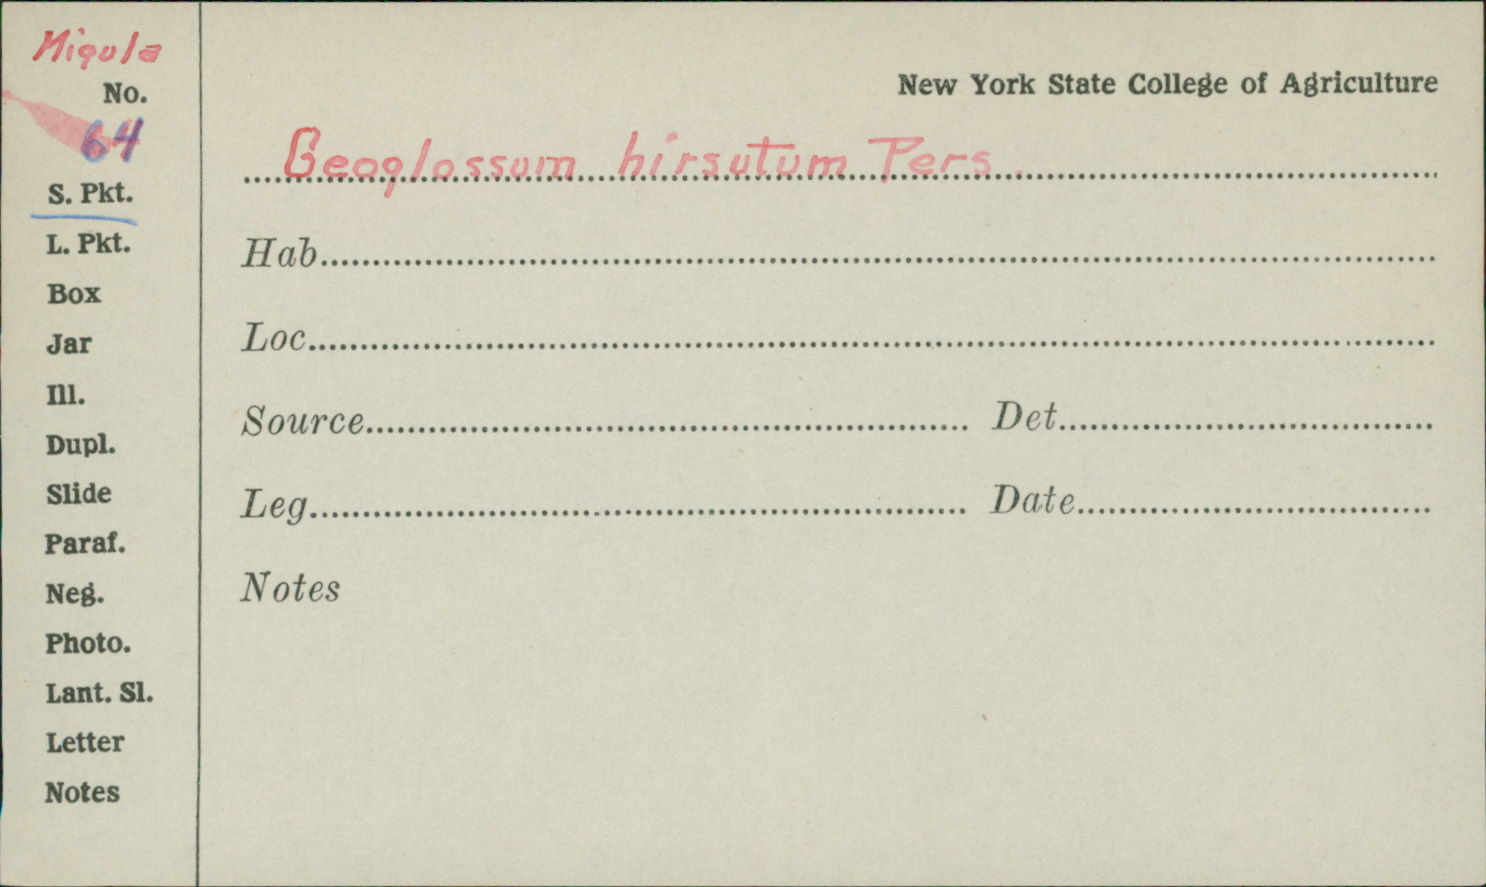 Migula
No.
64
S. Pkt.
L. Pkt.
Box
Jar
Ill.
Dupl.
Slide
Paraf.
Neg.
Photo.
Lant. Sl.
Letter
Notes
New York State College of Agriculture
Geoglossum hirsutum Pers.
Hab
Loc
Source Det
Leg Date
Notes